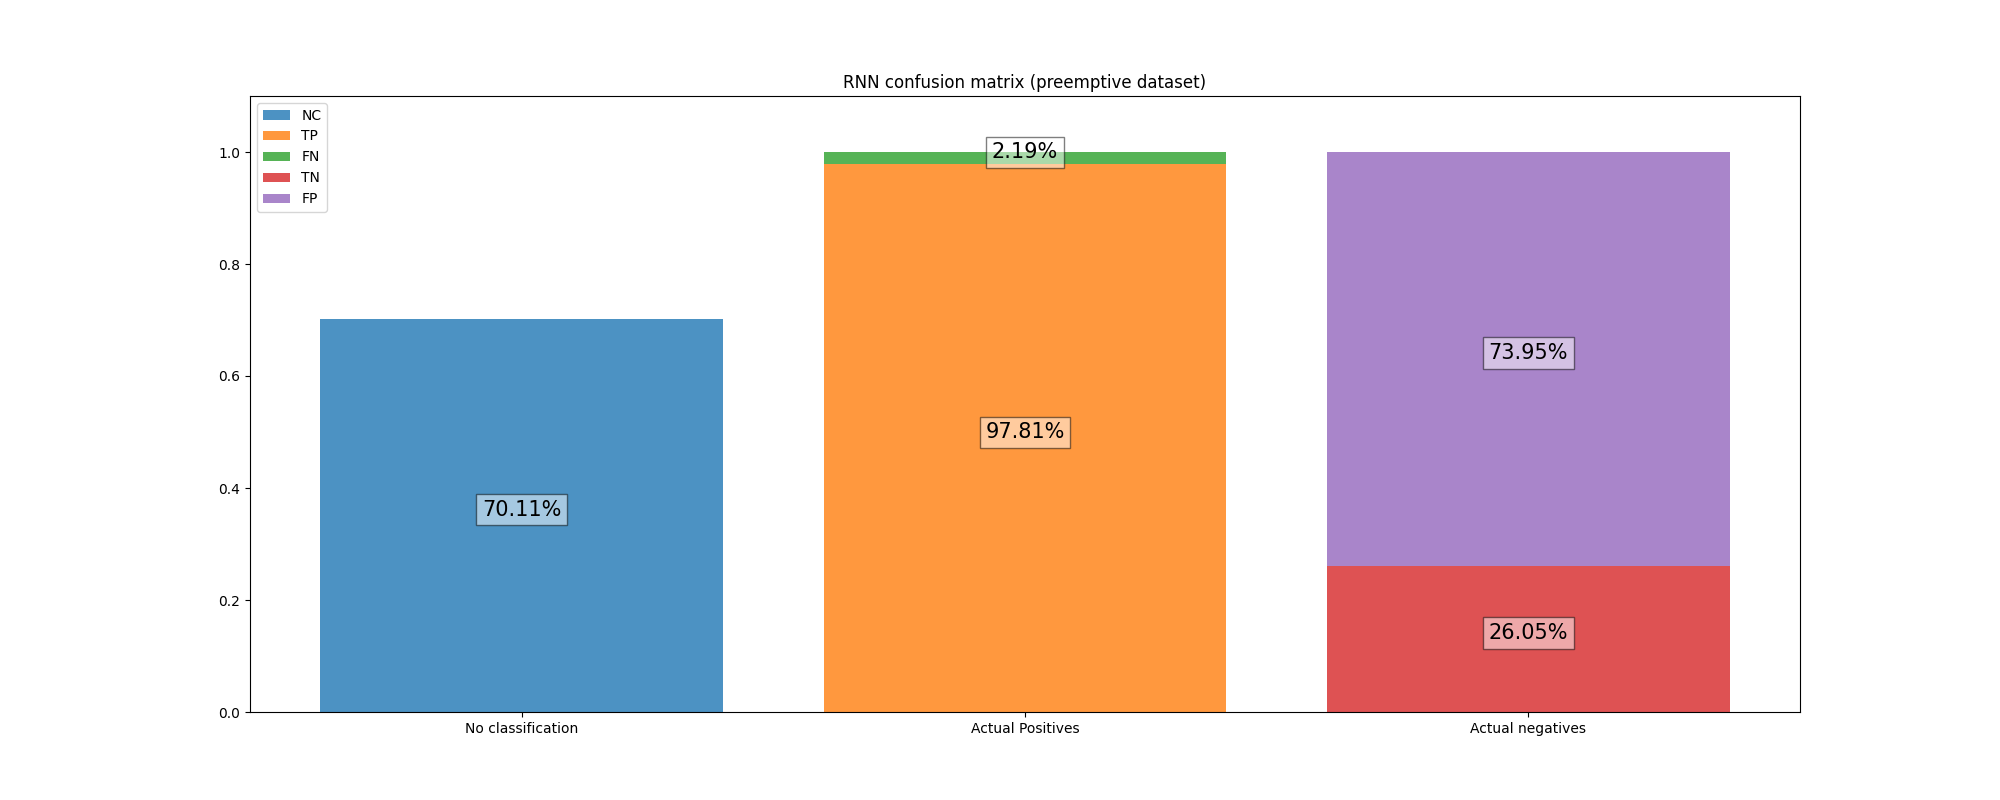 RNN confusion matrix (preemptive dataset)
NC
TP
FN
TN
FP
1.0
0.8
0.6
0.4
0.2
0.0
2.19%
73.95%
97.81%
70.11%
26.05%
No classification
Actual Positives
Actual negatives